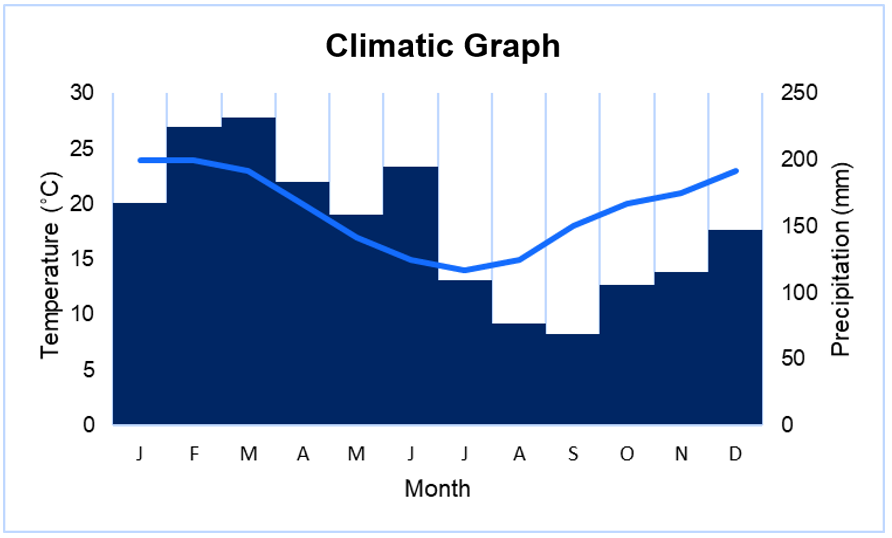 Climatic Graph
30
25
20
15
10
5
0
Temperature (°C)
250
200
150
100
50
0
Precipitation (mm)
J F M A M J J A S O N D
Month